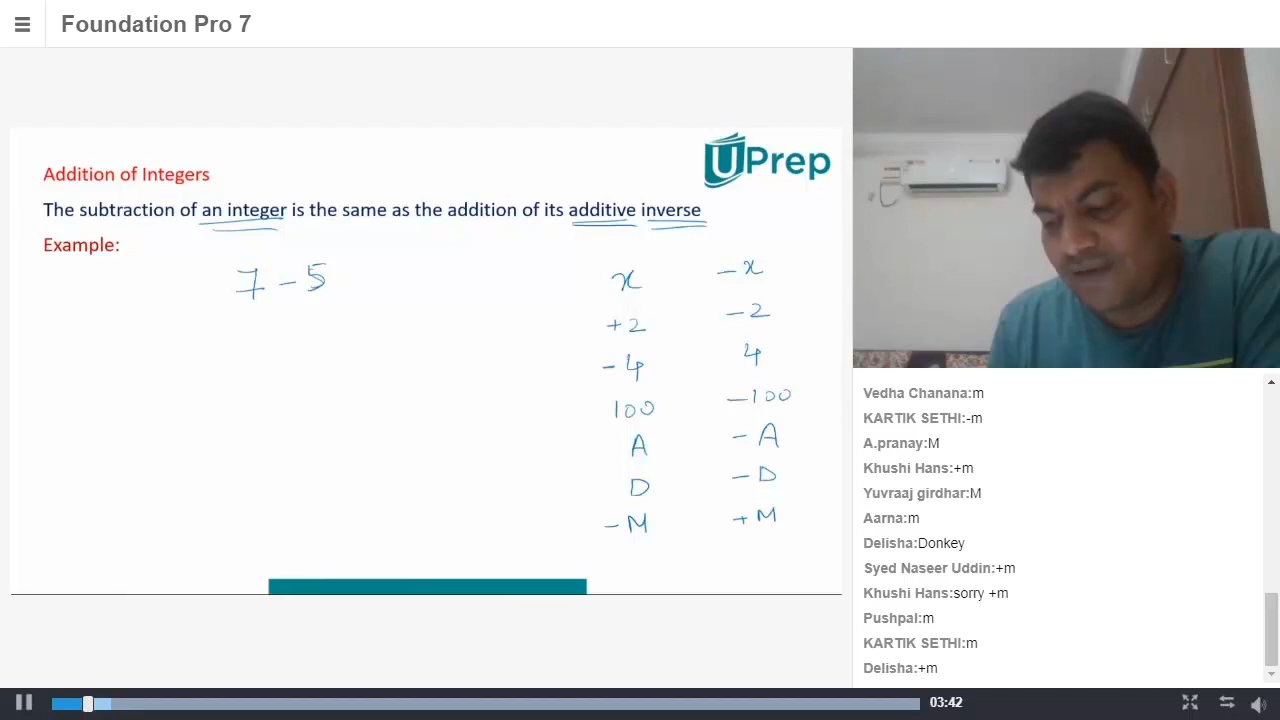 Foundation Pro 7
UPrep
Addition of Integers
The subtraction of an integer is the same as the addition of its additive inverse
Example:
7 - 5
x -x
+2 -2
-4 4
100 -100
A -A
D -D
-M +M
Vedha Chanana:m
KARTIK SETHI:-m
A.pranay:M
Khushi Hans:+m
Yuvraaj girdhar:M
Aarna:m
Delisha:Donkey
Syed Naseer Uddin:+m
Khushi Hans:sorry +m
Pushpal:m
KARTIK SETHI:m
Delisha:+m
03:42